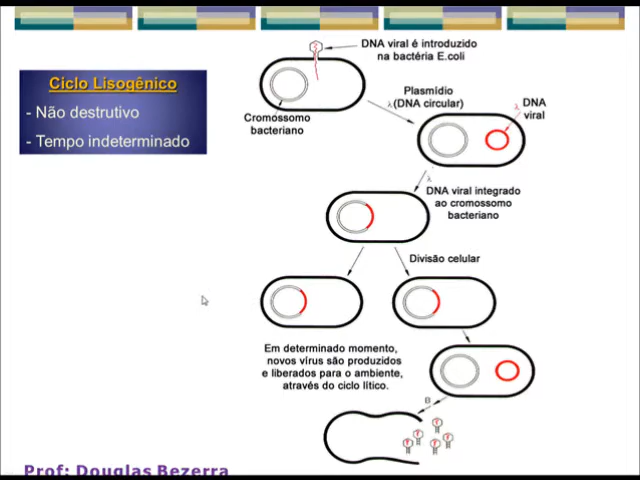 DNA viral é introduzido
na bactéria E.coli
Ciclo Lisogênico
- Não destrutivo
- Tempo indeterminado
Cromossomo
bacteriano
Plasmídio
λ(DNA circular)
λ DNA
viral
λ
DNA viral integrado
ao cromossomo
bacteriano
Divisão celular
Em determinado momento,
novos vírus são produzidos
e liberados para o ambiente,
através do ciclo lítico.
B
Prof: Douglas Bezerra